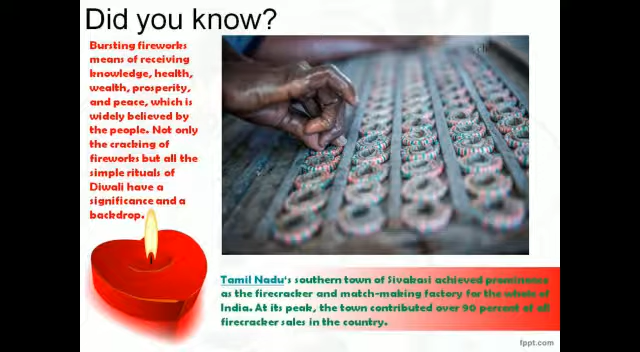 Did you know?
Bursting fireworks
means of receiving
knowledge, health,
wealth, prosperity,
and peace, which is
widely believed by
the people. Not only
the cracking of
fireworks but all the
simple rituals of
Diwali have a
significance and a
backdrop.
Tamil Nadu's southern town of Sivakasi achieved prominence
as the firecracker and match-making factory for the whole of
India. At its peak, the town contributed over 90 percent of all
firecracker sales in the country.
fppt.com